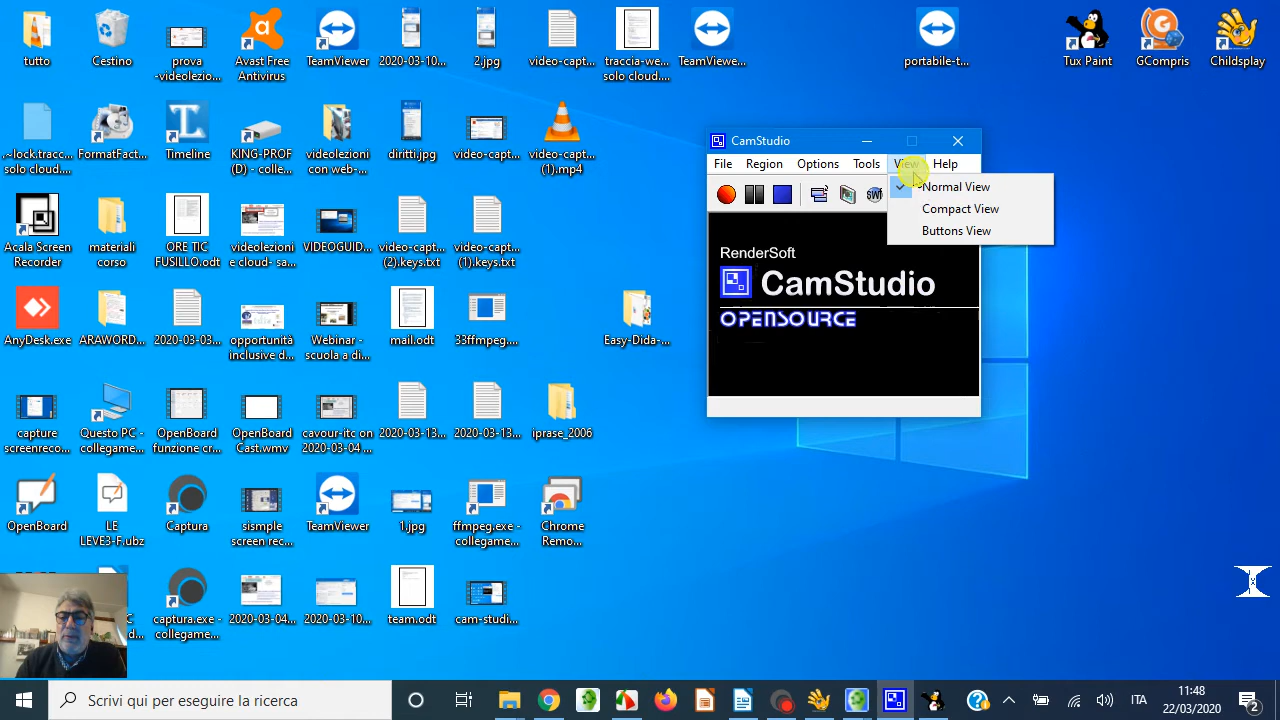 tutto
Cestino
prova
-videolezio...
Avast Free
Antivirus
TeamViewer
2020-03-10...
2.jpg
video-capt...
traccia-we...
solo cloud....
TeamViewe...
portabile-t...
Tux Paint
GCompris
Childsplay
.~lock.tracc...
solo cloud....
FormatFact...
Timeline
KING-PROF
(D) - colle...
videolezioni
con web-...
diritti.jpg
video-capt...
video-capt...
(1).mp4
Acala Screen
Recorder
materiali
corso
ORE TIC
FUSILLO.odt
videolezioni
e cloud- sa...
VIDEOGUID...
video-capt...
(2).keys.txt
video-capt...
(1).keys.txt
AnyDesk.exe
ARAWORD...
2020-03-03...
opportunità
inclusive d...
Webinar -
scuola a di...
mail.odt
33ffmpeg....
Easy-Dida-...
capture
screenreco...
Questo PC -
collegame...
OpenBoard
funzione cr...
OpenBoard
Cast.wmv
cavour-itc on
2020-03-04 ...
2020-03-13...
2020-03-13...
iprase_2006
OpenBoard
LE
LEVE3-F.ubz
Captura
sismple
screen rec...
TeamViewer
1.jpg
ffmpeg.exe -
collegame...
Chrome
Remo...
captura.exe -
collegame...
2020-03-04...
2020-03-10...
team.odt
cam-studi...
CamStudio
File Region Options Tools View Help
Normal View
Compact View
Buttons View
RenderSoft
CamStudio
OPENSOURCE
Scrivi qui per eseguire la ricerca
ITA
11:48
22/03/2020
2